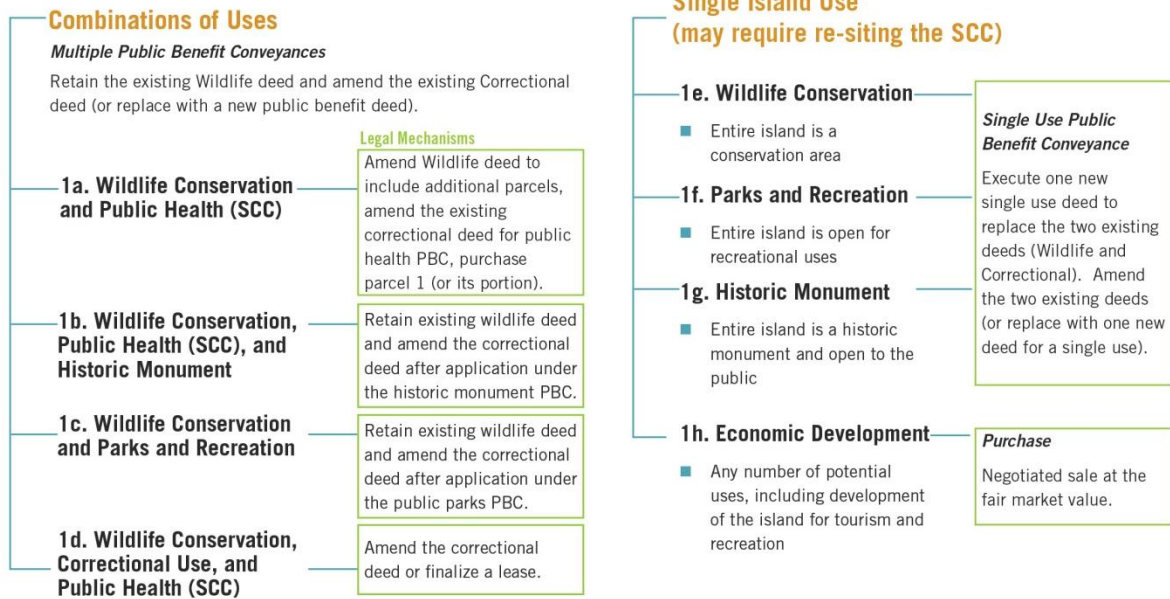 Combinations of Uses
Multiple Public Benefit Conveyances
Retain the existing Wildlife deed and amend the existing Correctional
deed (or replace with a new public benefit deed).
Legal Mechanisms
1a. Wildlife Conservation
and Public Health (SCC)
Amend Wildlife deed to
include additional parcels,
amend the existing
correctional deed for public
health PBC, purchase
parcel 1 (or its portion).
1b. Wildlife Conservation,
Public Health (SCC), and
Historic Monument
Retain existing wildlife deed
and amend the correctional
deed after application under
the historic monument PBC.
1c. Wildlife Conservation
and Parks and Recreation
Retain existing wildlife deed
and amend the correctional
deed after application under
the public parks PBC.
1d. Wildlife Conservation,
Correctional Use, and
Public Health (SCC)
Amend the correctional
deed or finalize a lease.
Single Island Use
(may require re-siting the SCC)
1e. Wildlife Conservation
Entire island is a
conservation area
1f. Parks and Recreation
Entire island is open for
recreational uses
1g. Historic Monument
Entire island is a historic
monument and open to the
public
Single Use Public
Benefit Conveyance
Execute one new
single use deed to
replace the two existing
deeds (Wildlife and
Correctional). Amend
the two existing deeds
(or replace with one new
deed for a single use).
1h. Economic Development
Any number of potential
uses, including development
of the island for tourism and
recreation
Purchase
Negotiated sale at the
fair market value.